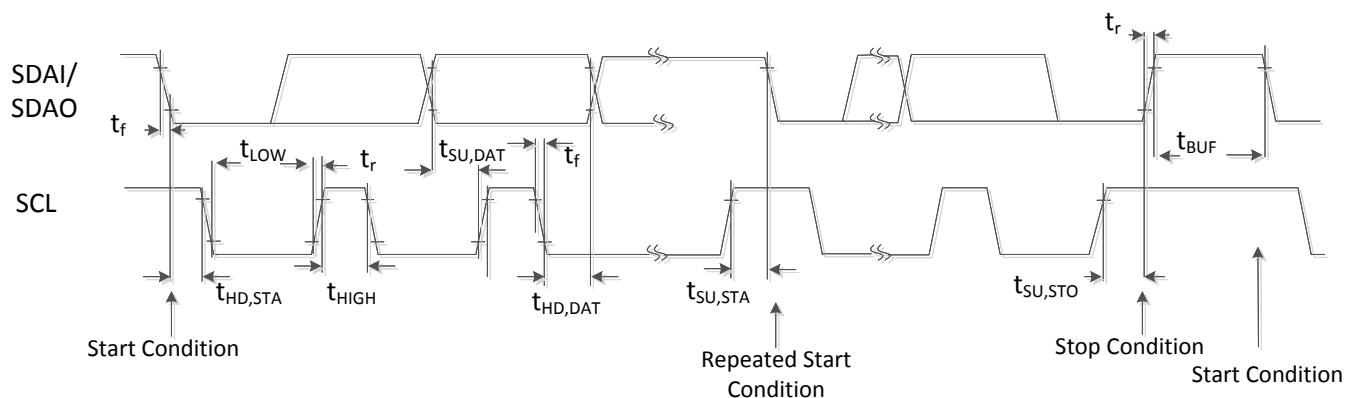 t_r
SDAI/
SDAO
t_f
t_LOW
t_r
t_SU,DAT
t_f
t_BUF
SCL
t_HD,STA
t_HIGH
t_HD,DAT
t_SU,STA
t_SU,STO
Start Condition
Repeated Start
Condition
Stop Condition
Start Condition